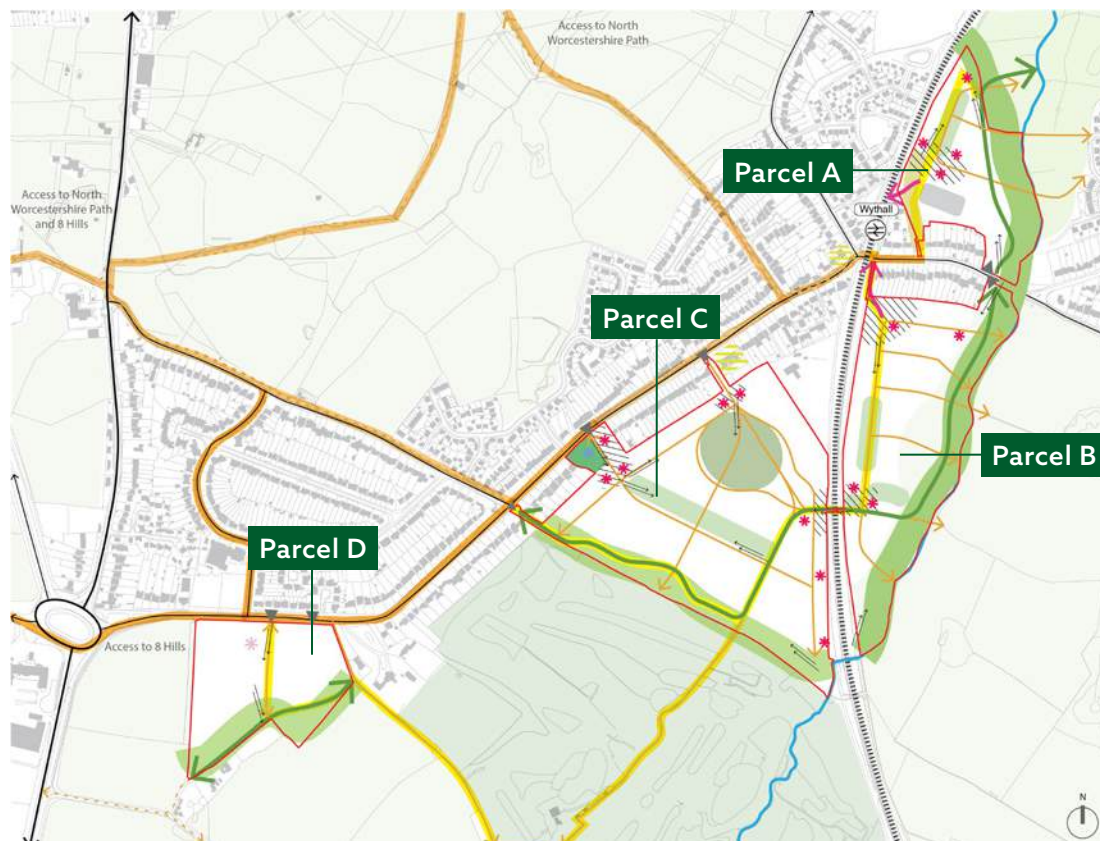 Access to North
Worcestershire Path
Parcel A
Access to North
Worcestershire Path
and 8 Hills
Wythall
Parcel C
Parcel B
Parcel D
Access to 8 Hills
N